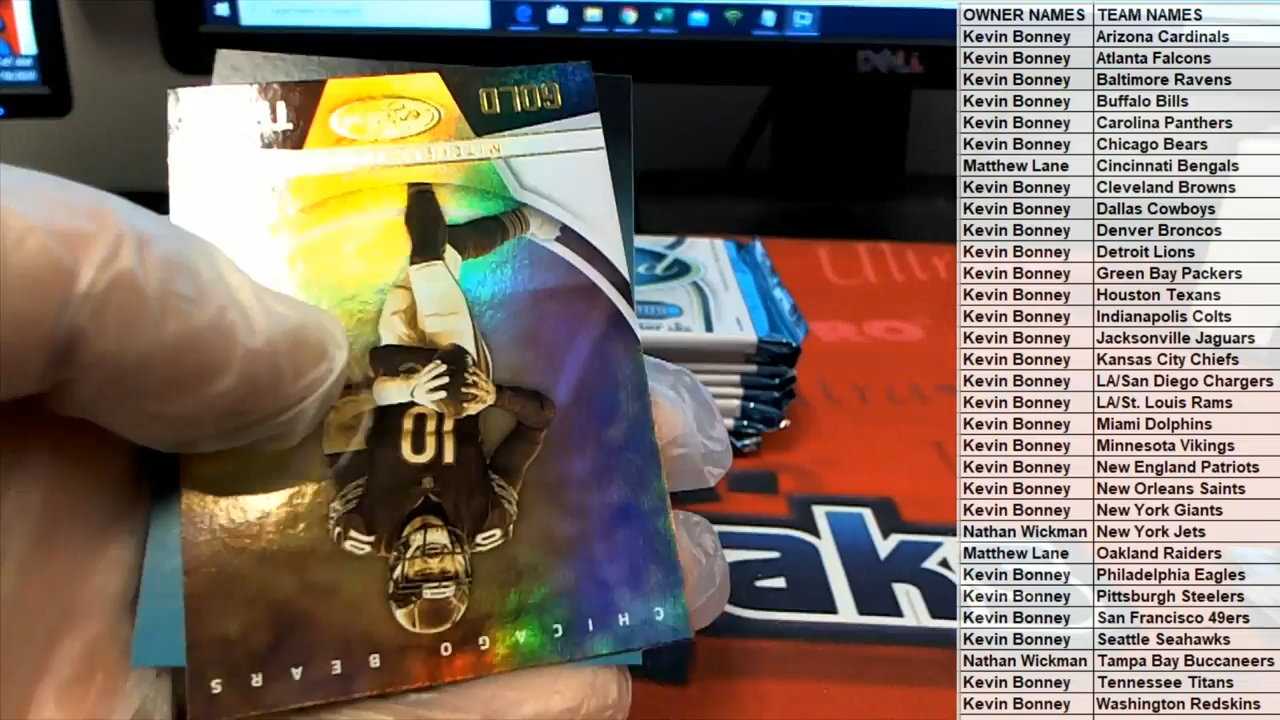 DELL
GOLD
10
10
CHICAGO BEARS
Ultr
RO
ak
OWNER NAMES TEAM NAMES
Kevin Bonney Arizona Cardinals
Kevin Bonney Atlanta Falcons
Kevin Bonney Baltimore Ravens
Kevin Bonney Buffalo Bills
Kevin Bonney Carolina Panthers
Kevin Bonney Chicago Bears
Matthew Lane Cincinnati Bengals
Kevin Bonney Cleveland Browns
Kevin Bonney Dallas Cowboys
Kevin Bonney Denver Broncos
Kevin Bonney Detroit Lions
Kevin Bonney Green Bay Packers
Kevin Bonney Houston Texans
Kevin Bonney Indianapolis Colts
Kevin Bonney Jacksonville Jaguars
Kevin Bonney Kansas City Chiefs
Kevin Bonney LA/San Diego Chargers
Kevin Bonney LA/St. Louis Rams
Kevin Bonney Miami Dolphins
Kevin Bonney Minnesota Vikings
Kevin Bonney New England Patriots
Kevin Bonney New Orleans Saints
Kevin Bonney New York Giants
Nathan Wickman New York Jets
Matthew Lane Oakland Raiders
Kevin Bonney Philadelphia Eagles
Kevin Bonney Pittsburgh Steelers
Kevin Bonney San Francisco 49ers
Kevin Bonney Seattle Seahawks
Nathan Wickman Tampa Bay Buccaneers
Kevin Bonney Tennessee Titans
Kevin Bonney Washington Redskins